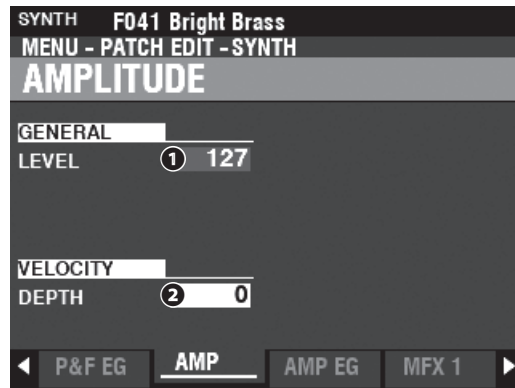 SYNTH F041 Bright Brass
MENU - PATCH EDIT - SYNTH
AMPLITUDE
GENERAL
LEVEL 1 127
VELOCITY
DEPTH 2 0
P&F EG AMP AMP EG MFX 1